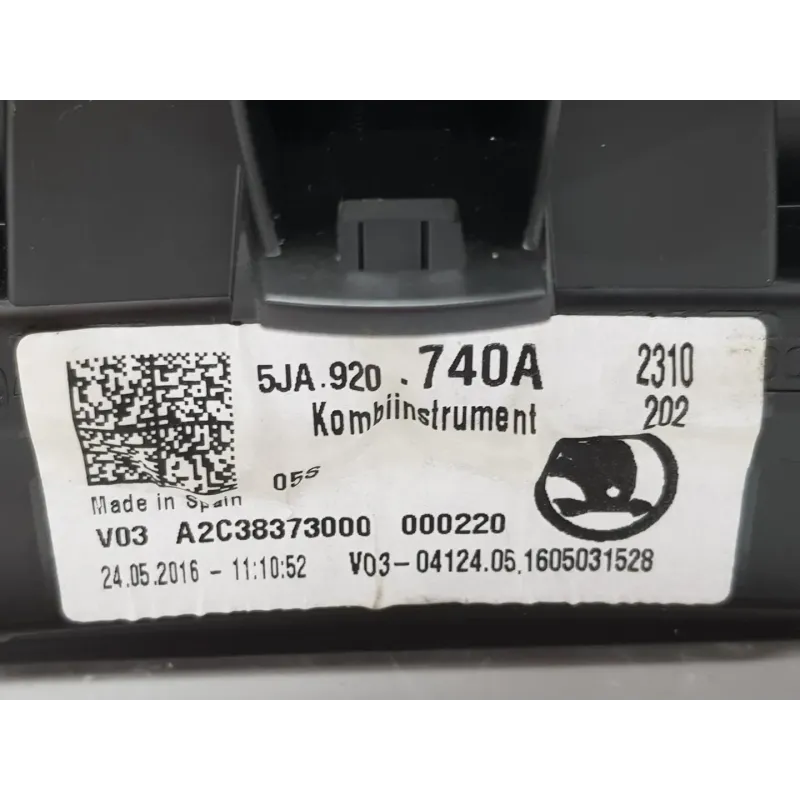 5JA.920.740A 2310
Kombiinstrument 202
05S
Made in Spain
V03 A2C38373000 000220
24.05.2016 - 11:10:52 V03-04124.05.1605031528